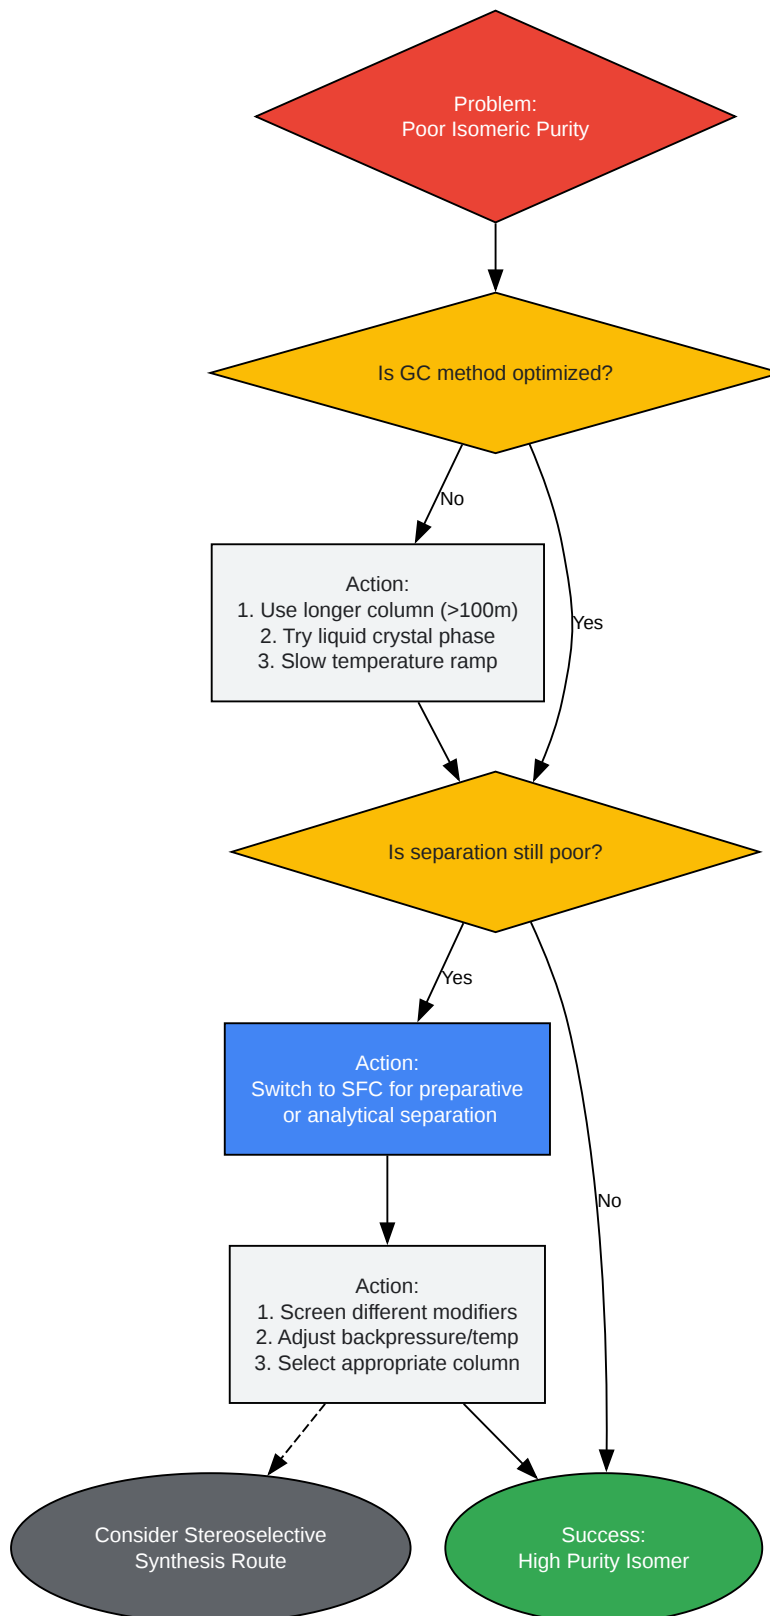 Problem:
Poor Isomeric Purity
Is GC method optimized?
No
Action:
1. Use longer column (>100m)
2. Try liquid crystal phase
3. Slow temperature ramp
Yes
Is separation still poor?
Yes
Action:
Switch to SFC for preparative
or analytical separation
No
Action:
1. Screen different modifiers
2. Adjust backpressure/temp
3. Select appropriate column
Consider Stereoselective
Synthesis Route
Success:
High Purity Isomer